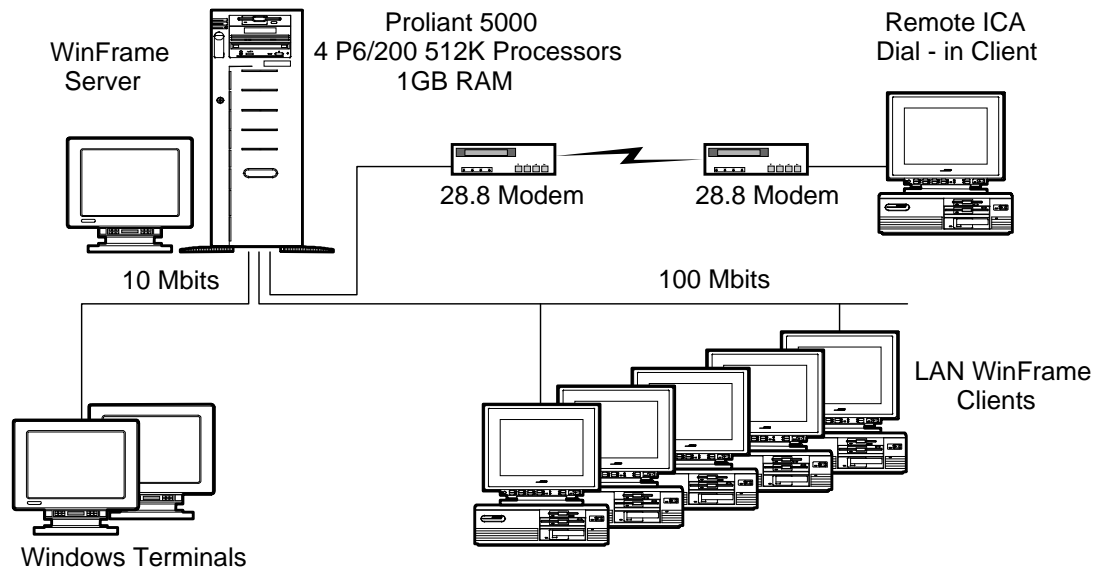 WinFrame
Server
Proliant 5000
4 P6/200 512K Processors
1GB RAM
Remote ICA
Dial - in Client
28.8 Modem
28.8 Modem
10 Mbits
100 Mbits
LAN WinFrame
Clients
Windows Terminals